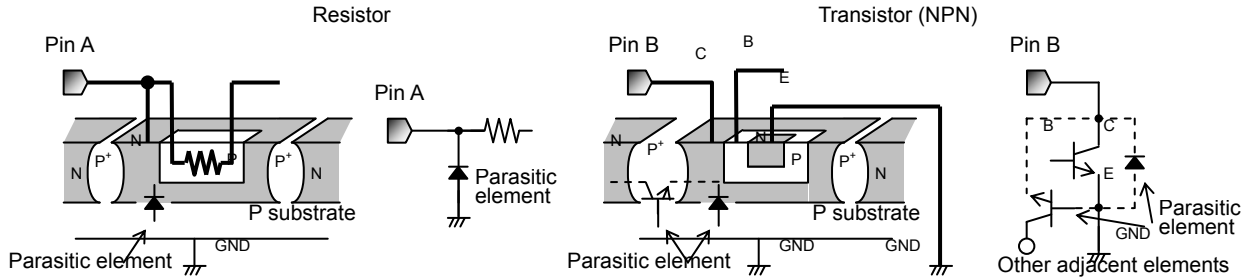 Resistor
Transistor (NPN)
Pin A
Pin B
C
B
E
Pin B
Pin A
N
N
P+
P
P+
N
Parasitic
element
P substrate
GND
Parasitic element
N
N
P+
P
P+
N
P substrate
GND
GND
Parasitic element
B
C
E
Parasitic
element
GND
Other adjacent elements